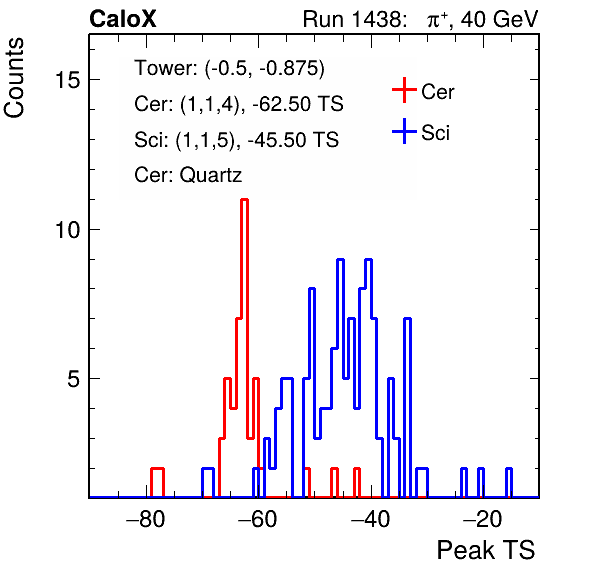 CaloX Run 1438: π⁺, 40 GeV
Counts
Tower: (-0.5, -0.875)
Cer: (1,1,4), -62.50 TS
Sci: (1,1,5), -45.50 TS
Cer: Quartz
Cer
Sci
15
10
5
−80 −60 −40 −20
Peak TS